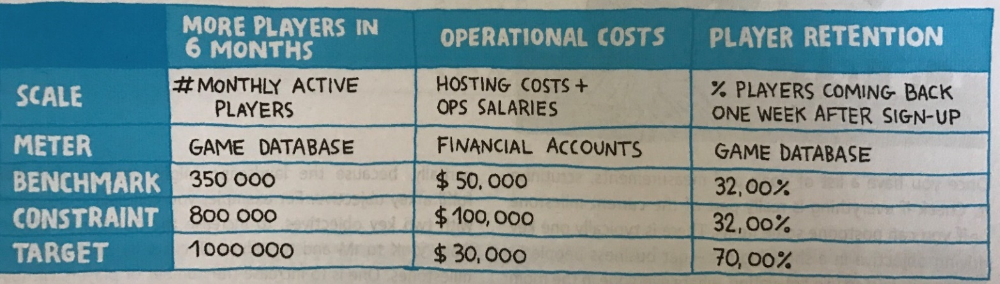 MORE PLAYERS IN
6 MONTHS
OPERATIONAL COSTS
PLAYER RETENTION
SCALE
#MONTHLY ACTIVE
PLAYERS
HOSTING COSTS +
OPS SALARIES
% PLAYERS COMING BACK
ONE WEEK AFTER SIGN-UP
METER
GAME DATABASE
FINANCIAL ACCOUNTS
GAME DATABASE
BENCHMARK
350 000
$ 50,000
32,00%
CONSTRAINT
800 000
$ 100,000
32,00%
TARGET
1000 000
$ 30,000
70,00%